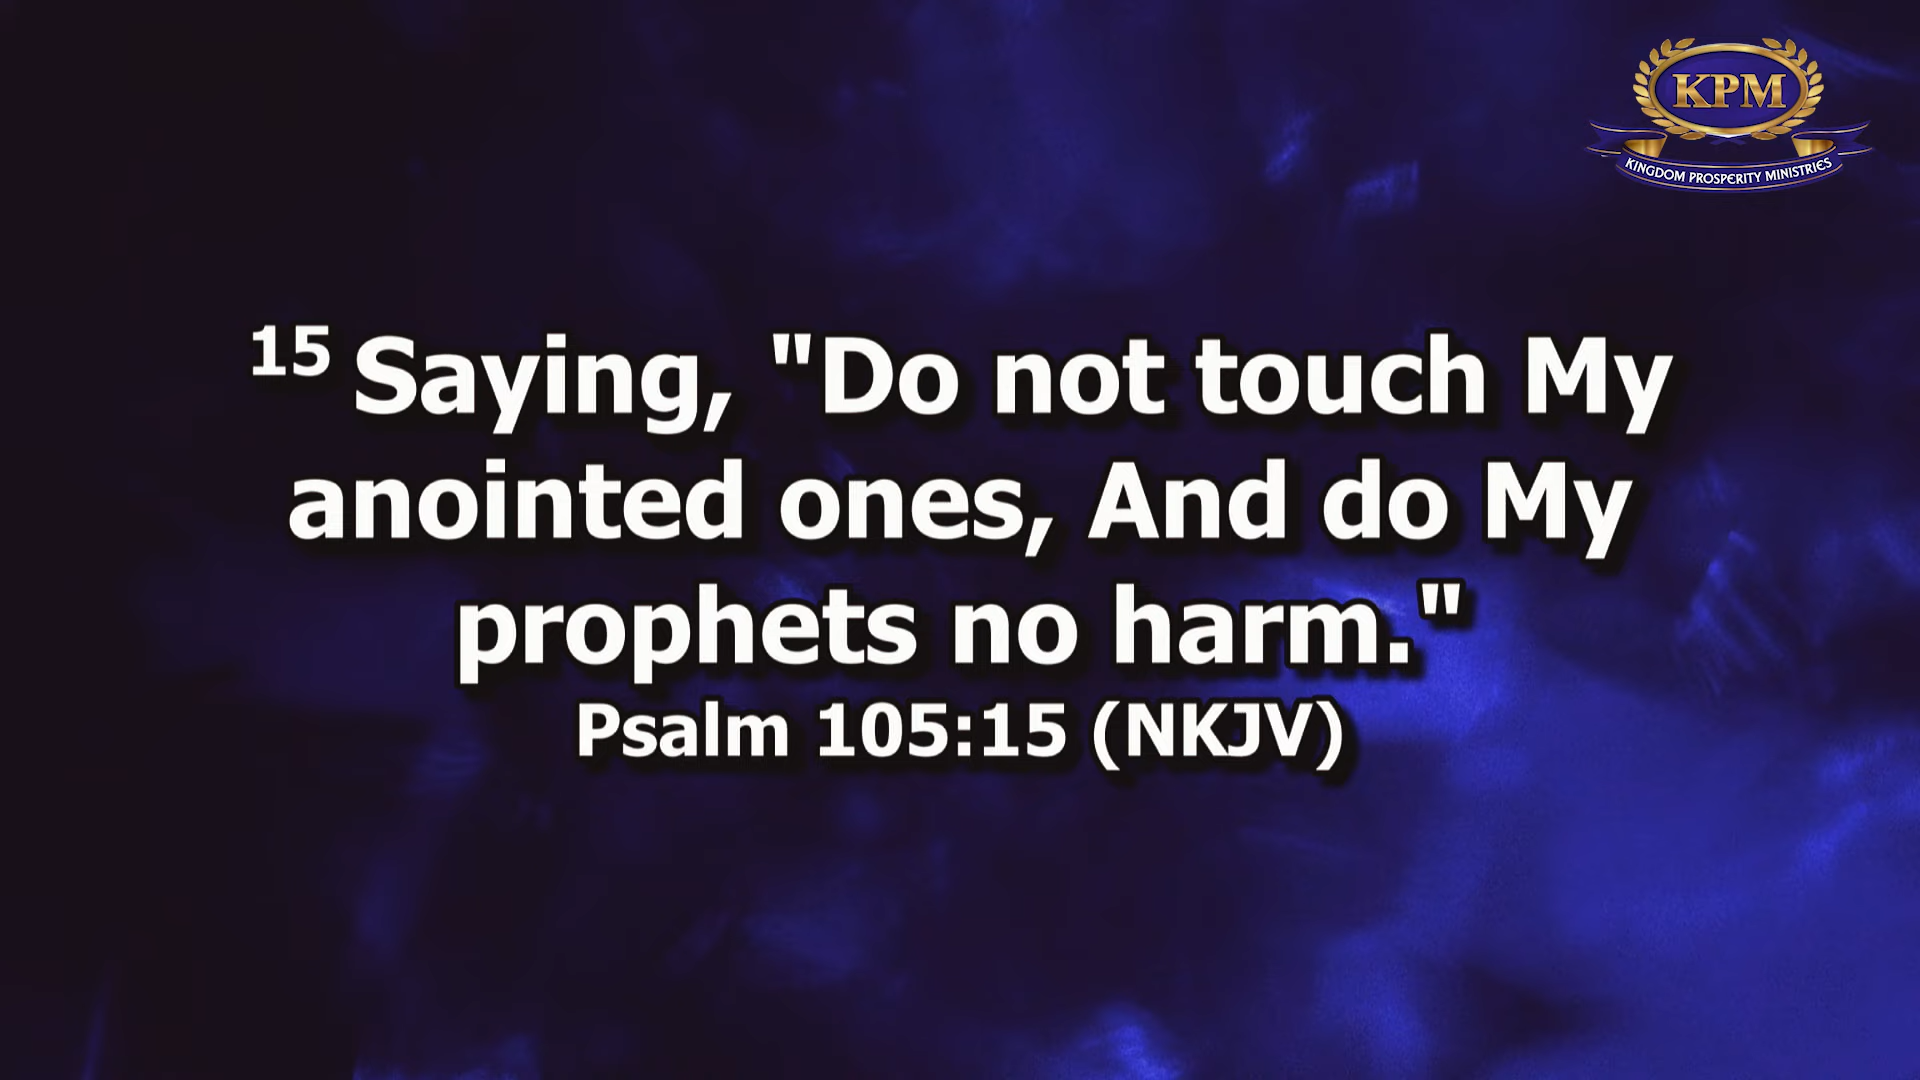 KPM
KINGDOM PROSPERITY MINISTRIES
15 Saying, "Do not touch My
anointed ones, And do My
prophets no harm."
Psalm 105:15 (NKJV)